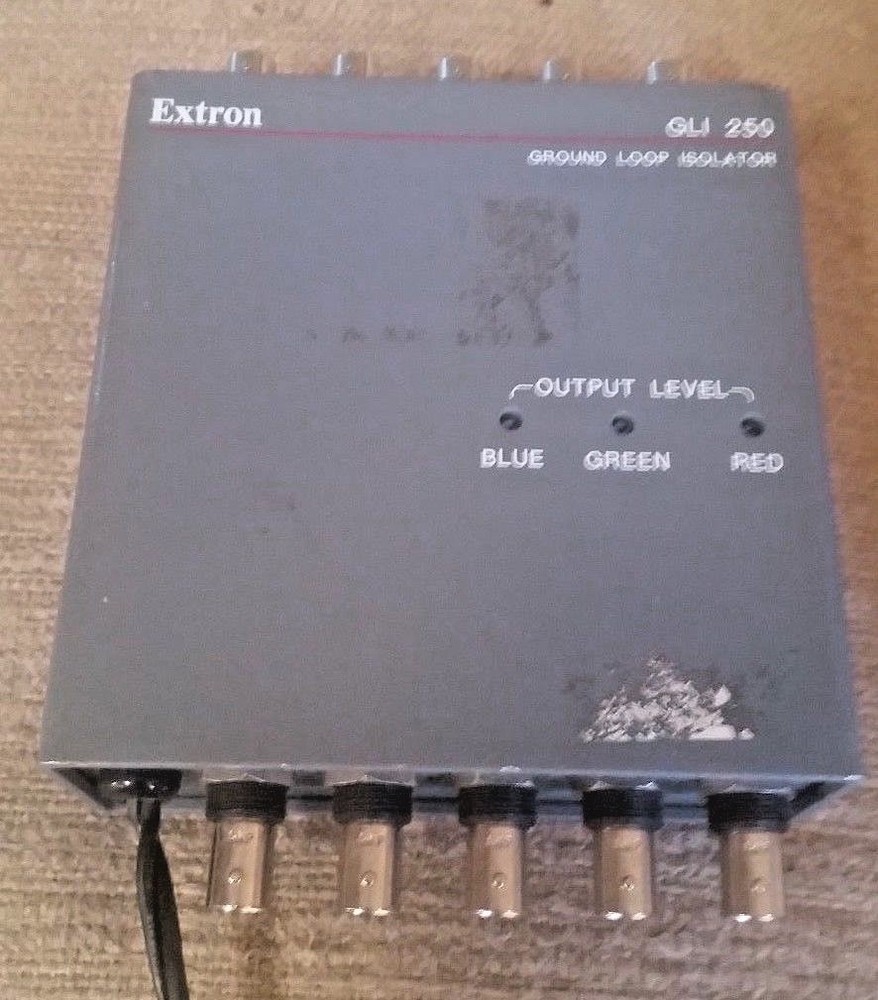 Extron
GLI 250
GROUND LOOP ISOLATOR
OUTPUT LEVEL
BLUE GREEN RED